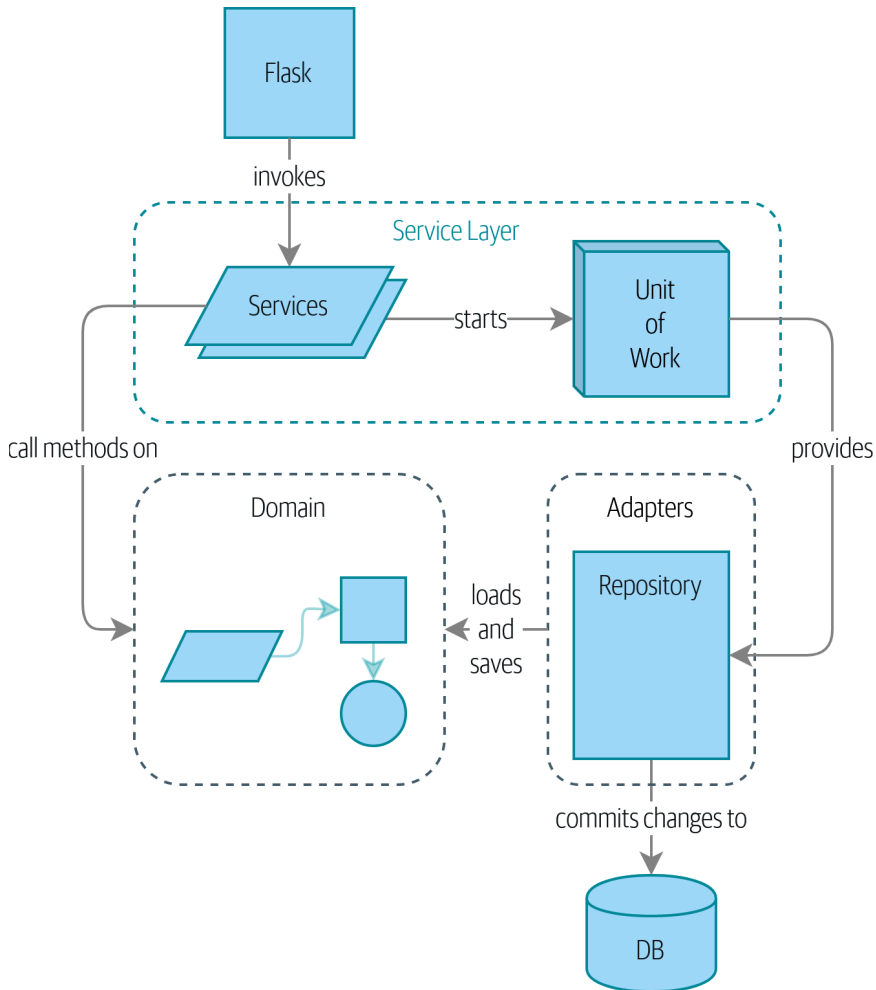 Flask
invokes
Service Layer
Services
starts
Unit
of
Work
call methods on
provides
Domain
Adapters
Repository
loads
and
saves
commits changes to
DB